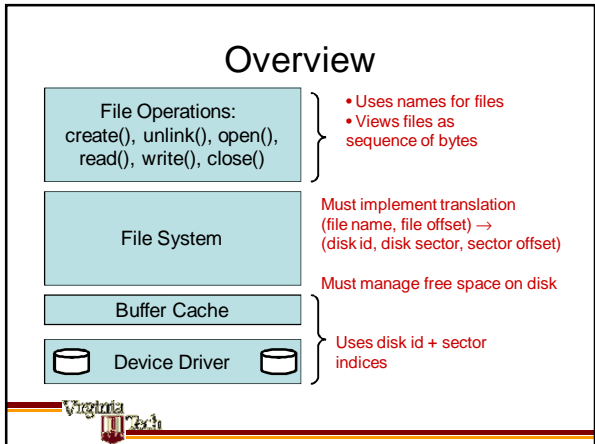 Overview
File Operations:
create(), unlink(), open(),
read(), write(), close()
• Uses names for files
• Views files as
sequence of bytes
File System
Must implement translation
(file name, file offset) →
(disk id, disk sector, sector offset)
Must manage free space on disk
Buffer Cache
Device Driver
Uses disk id + sector
indices
Virginia
Tech